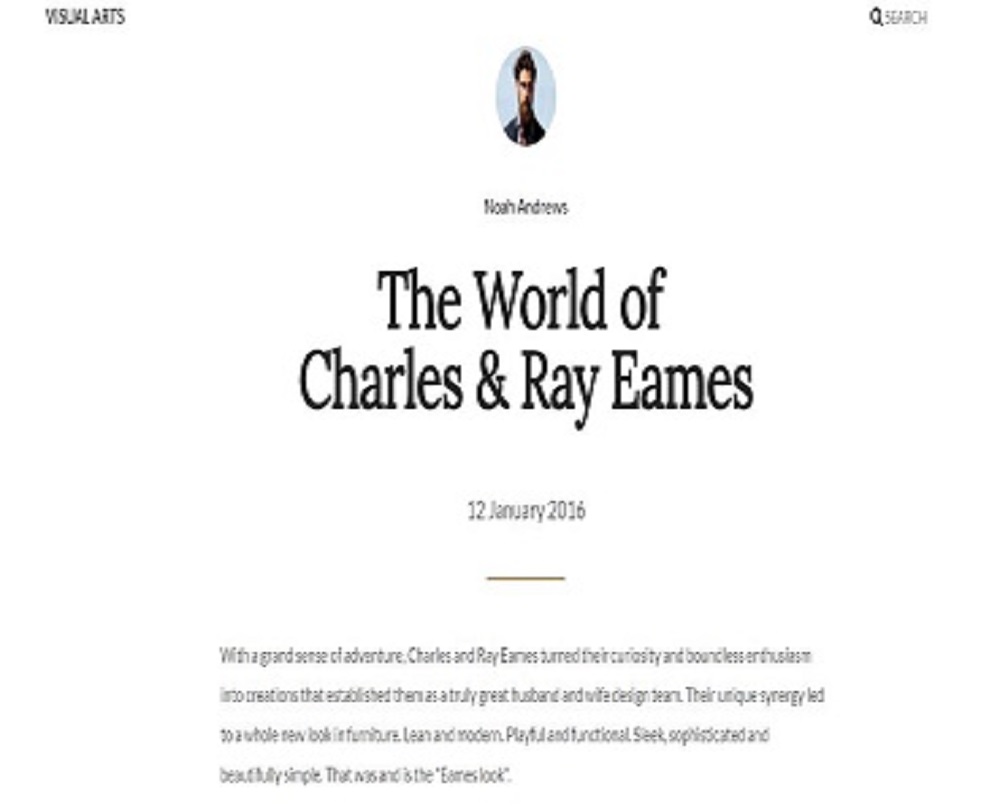 VISUAL ARTS
SEARCH
Noah Andrews
The World of
Charles & Ray Eames
12 January 2016
With a grand sense of adventure, Charles and Ray Eames turned their curiosity and boundless enthusiasm
into creations that established them as a truly great husband and wife design team. Their unique synergy led
to a whole new look in furniture. Lean and modern. Playful and functional. Sleek, sophisticated and
beautifully simple. That was and is the "Eames look".